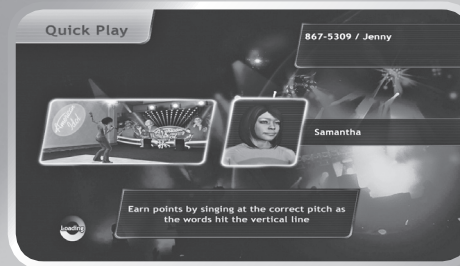 Quick Play
867-5309 / Jenny
Samantha
Earn points by singing at the correct pitch as
the words hit the vertical line
Loading